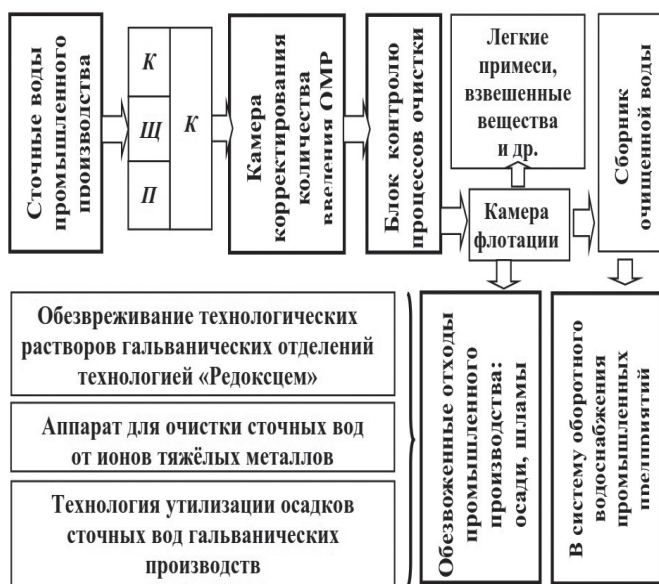 Сточные воды
промышленного
производства
К
Щ
П
К
Камера
корректирования
количества
введения ОМР
Блок контролю
процессов очистки
Легкие
примеси,
взвешенные
вещества
и др.
Камера
флотации
Сборник
очищенной воды
Обезвреживание технологических
растворов гальванических отделений
технологией «Редоксцем»
Аппарат для очистки сточных вод
от ионов тяжёлых металлов
Технология утилизации осадков
сточных вод гальванических
производств
Обезвоженные отходы
промышленного
производства:
осади, шламы
В систему оборотного
водоснабжения
промышленных
предприятий